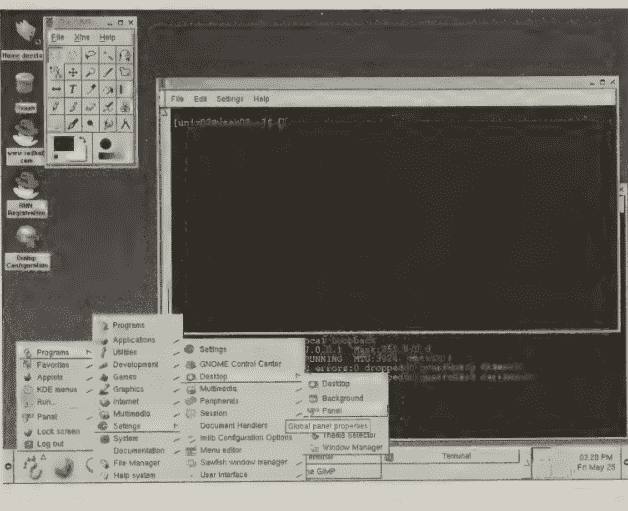 The GIMP
File Xtns Help
Home directory
Trash
www.redhat.com
RHN
Registration
Dialup
Configuration
File Edit Settings Help
Programs
Favorites
Applets
KDE menus
Run...
Panel
Lock screen
Log out
Programs
Applications
Utilities
Development
Games
Graphics
Internet
Multimedia
Settings
System
Documentation
File Manager
Help system
Settings
GNOME Control Center
Desktop
Multimedia
Peripherals
Session
Document Handlers
Imlib Configuration Options
Menu editor
Sawfish window manager
User Interface
Desktop
Background
Panel
Global panel properties
Theme Selector
Window Manager
Terminal
The GIMP
Terminal
03:20 PM
Fri May 25